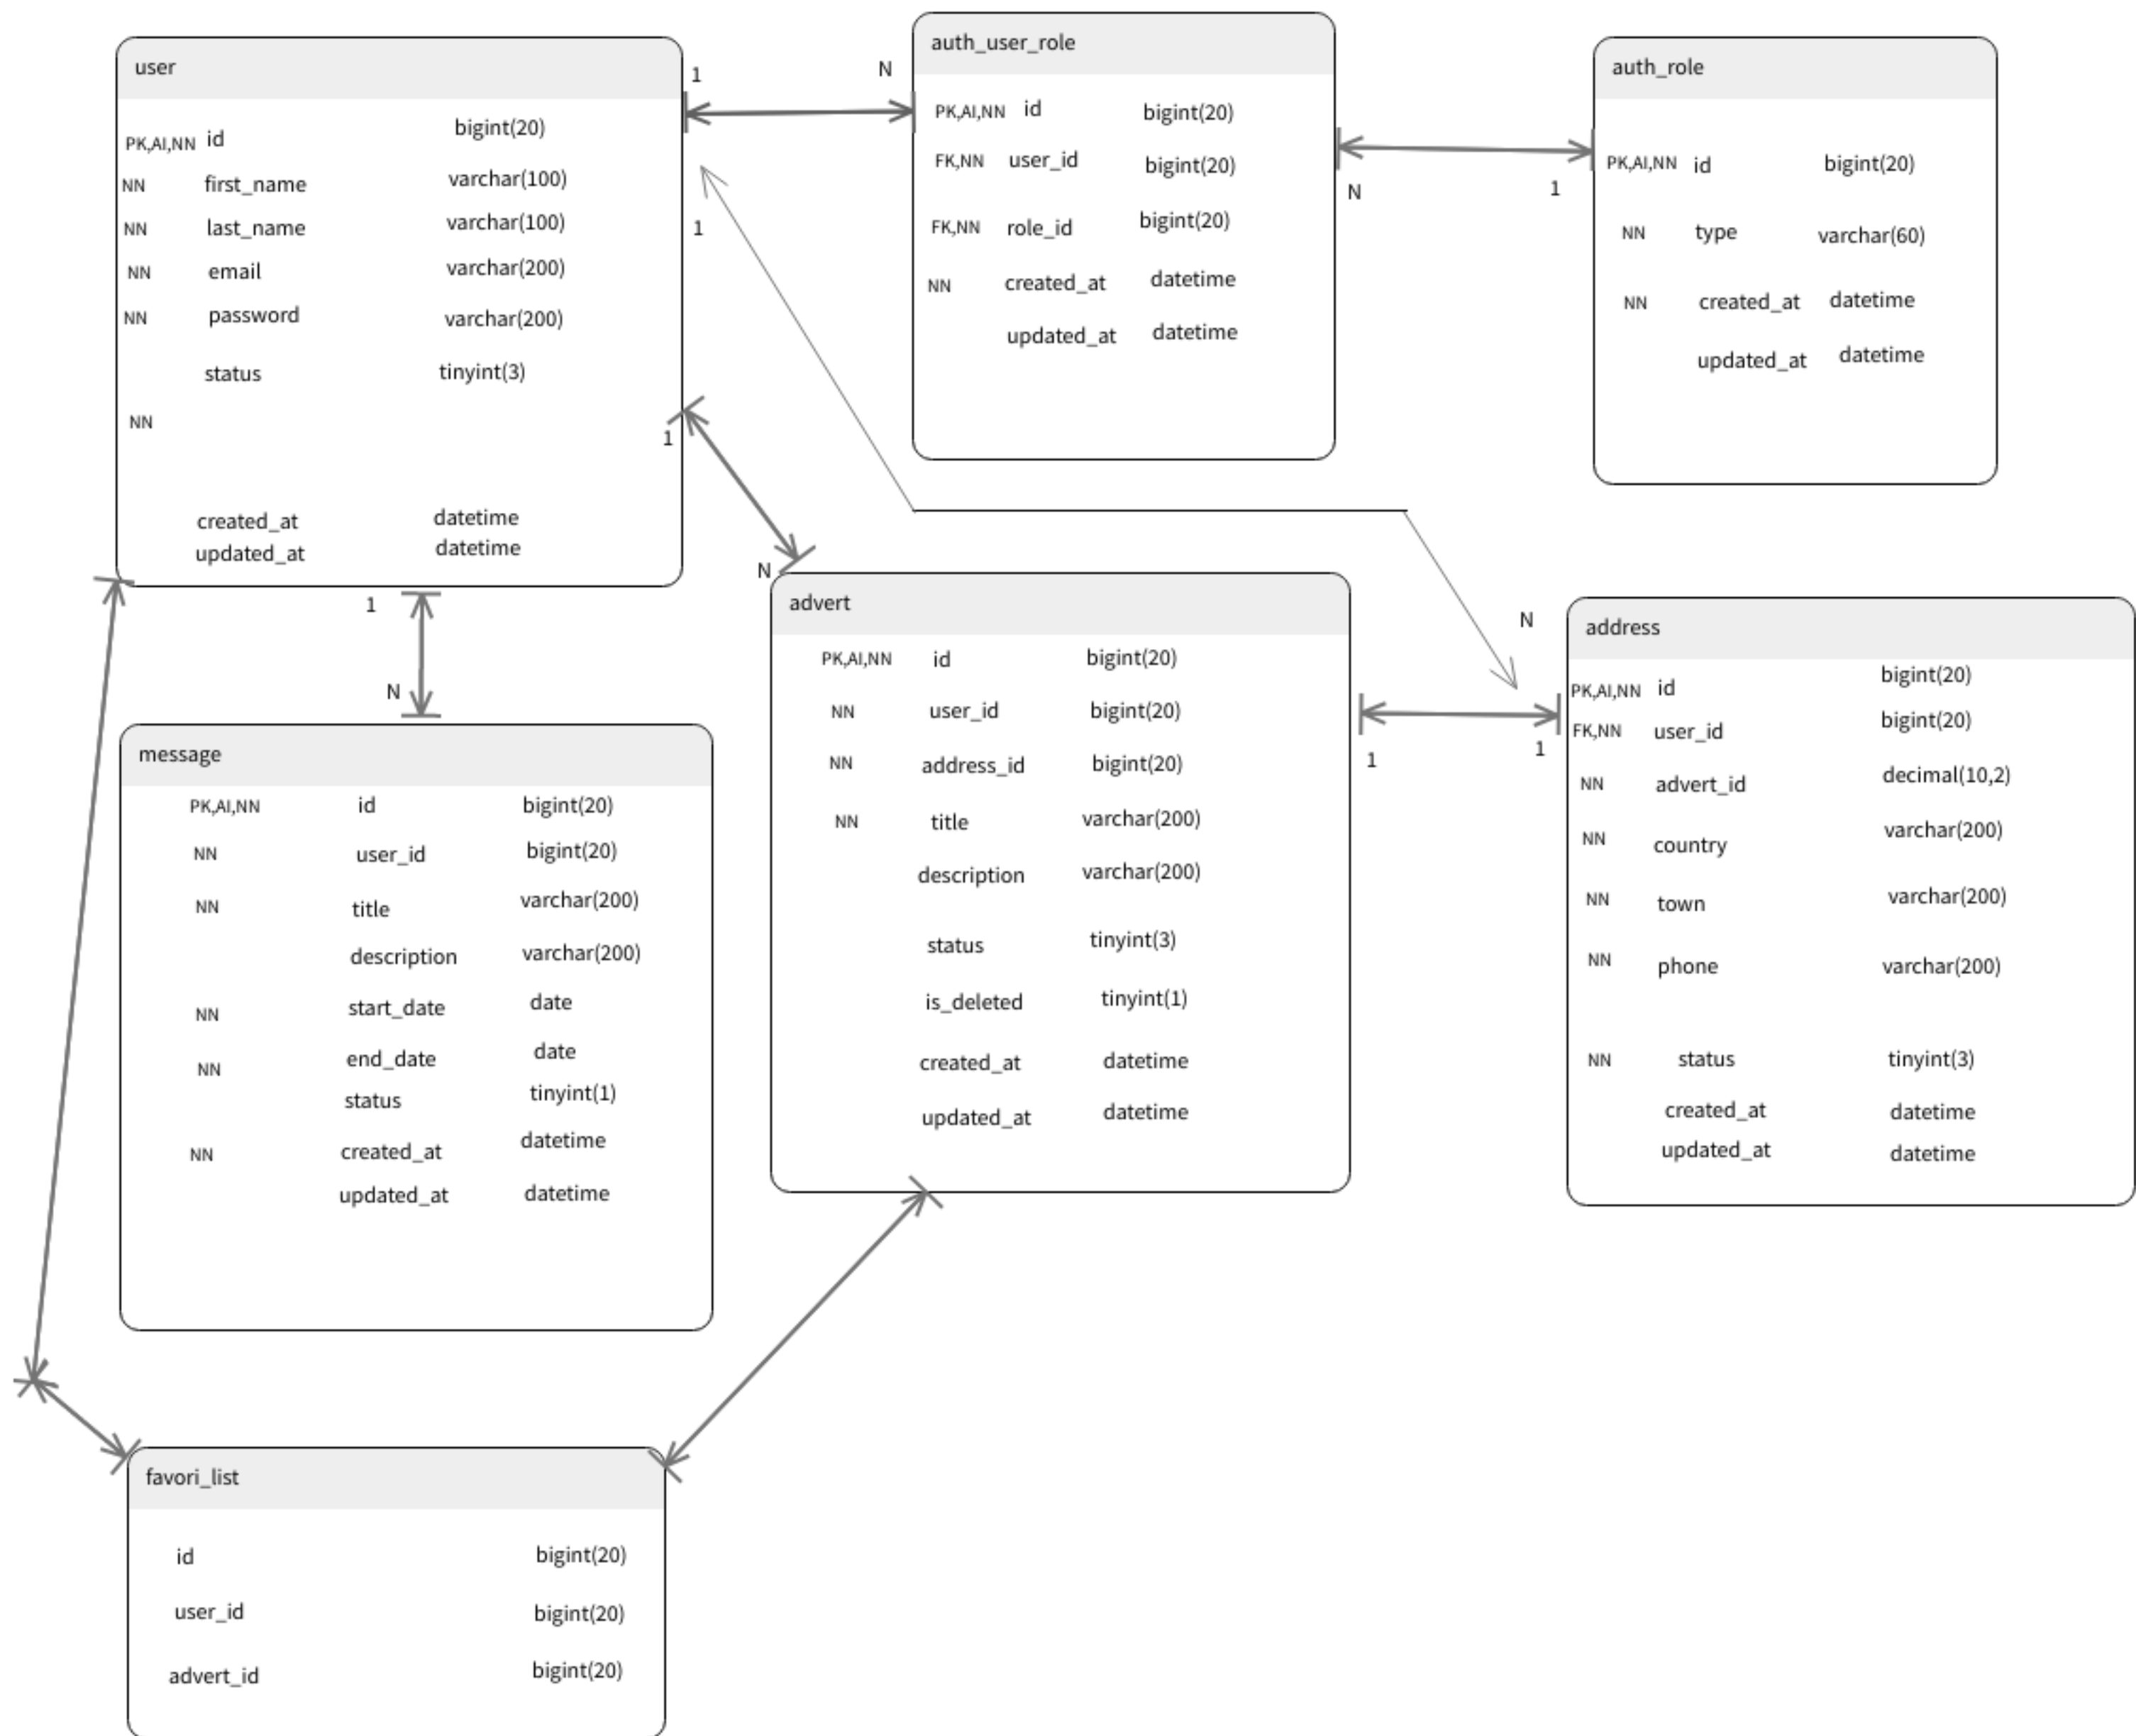 user
PK,AI,NN id bigint(20)
NN first_name varchar(100)
NN last_name varchar(100)
NN email varchar(200)
NN password varchar(200)
status tinyint(3)
NN
created_at datetime
updated_at datetime
1
N
auth_user_role
PK,AI,NN id bigint(20)
FK,NN user_id bigint(20)
FK,NN role_id bigint(20)
NN created_at datetime
updated_at datetime
N
1
auth_role
PK,AI,NN id bigint(20)
NN type varchar(60)
NN created_at datetime
updated_at datetime
1
N
1
N
1
N
message
PK,AI,NN id bigint(20)
NN user_id bigint(20)
NN title varchar(200)
description varchar(200)
NN start_date date
NN end_date date
status tinyint(1)
NN created_at datetime
updated_at datetime
advert
PK,AI,NN id bigint(20)
NN user_id bigint(20)
NN address_id bigint(20)
NN title varchar(200)
description varchar(200)
status tinyint(3)
is_deleted tinyint(1)
created_at datetime
updated_at datetime
1
1
address
PK,AI,NN id bigint(20)
FK,NN user_id bigint(20)
NN advert_id decimal(10,2)
NN country varchar(200)
NN town varchar(200)
NN phone varchar(200)
NN status tinyint(3)
created_at datetime
updated_at datetime
favori_list
id bigint(20)
user_id bigint(20)
advert_id bigint(20)